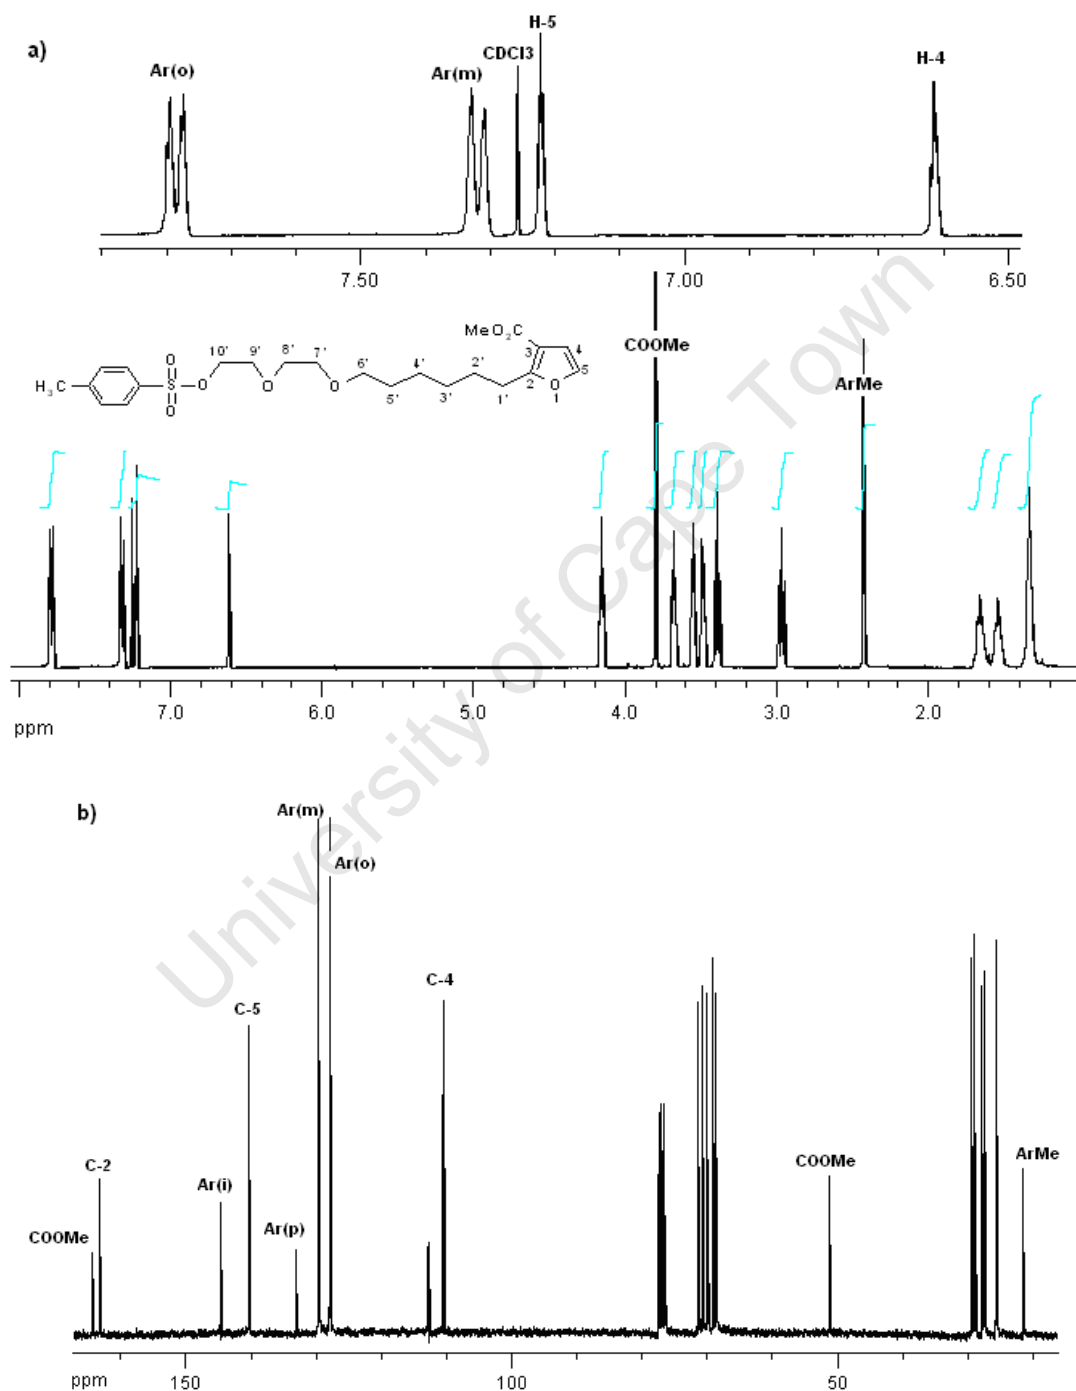 a)
Ar(o)
Ar(m)
CDCl3
H-5
H-4
7.50
7.00
6.50
MeO₂C
H₃C
O
S
O
O
10'
9'
O
8'
7'
O
6'
5'
4'
3'
2'
1'
2
3
4
5
O
1
COOMe
ArMe
7.0
6.0
5.0
4.0
3.0
2.0
ppm
b)
Ar(m)
Ar(o)
C-4
C-5
C-2
Ar(i)
Ar(p)
COOMe
COOMe
ArMe
ppm
150
100
50
University of Cape Town